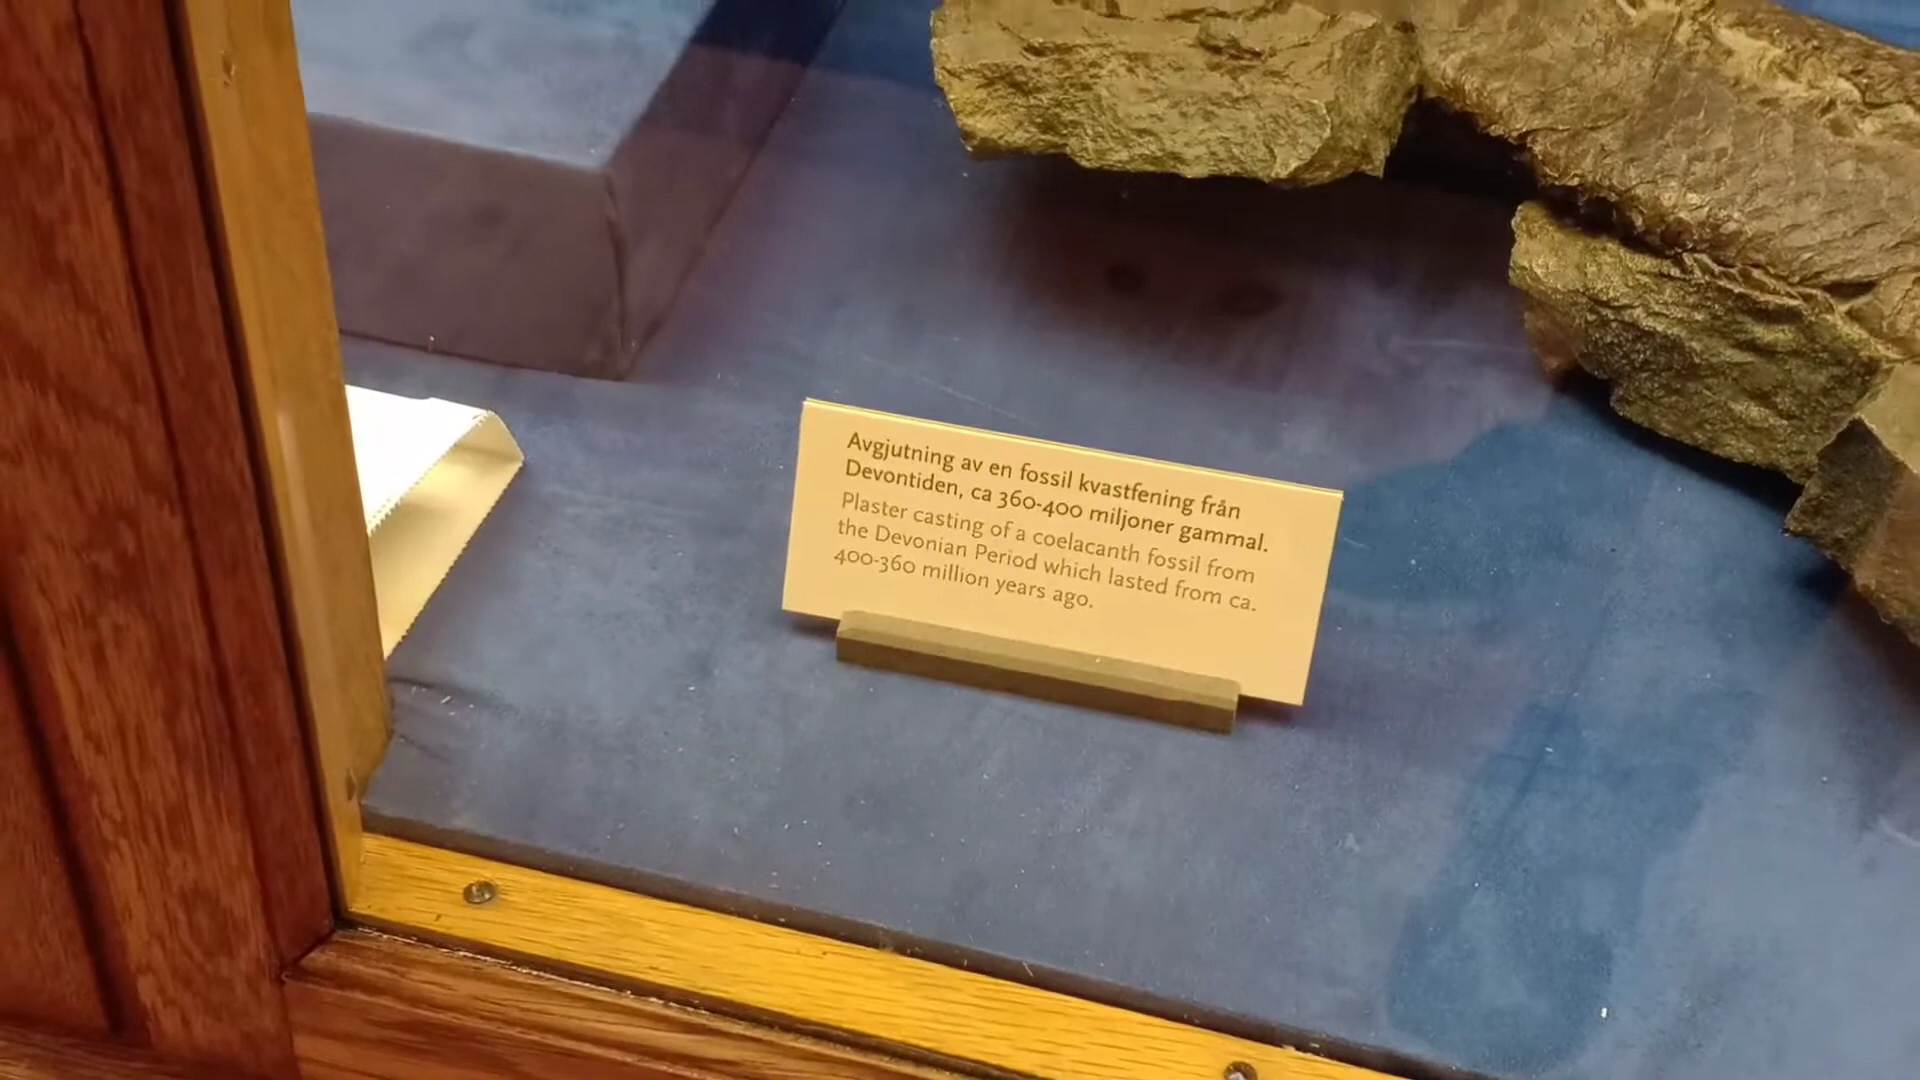 Avgjutning av en fossil kvastfening från
Devontiden, ca 360-400 miljoner gammal.
Plaster casting of a coelacanth fossil from
the Devonian Period which lasted from ca.
400-360 million years ago.